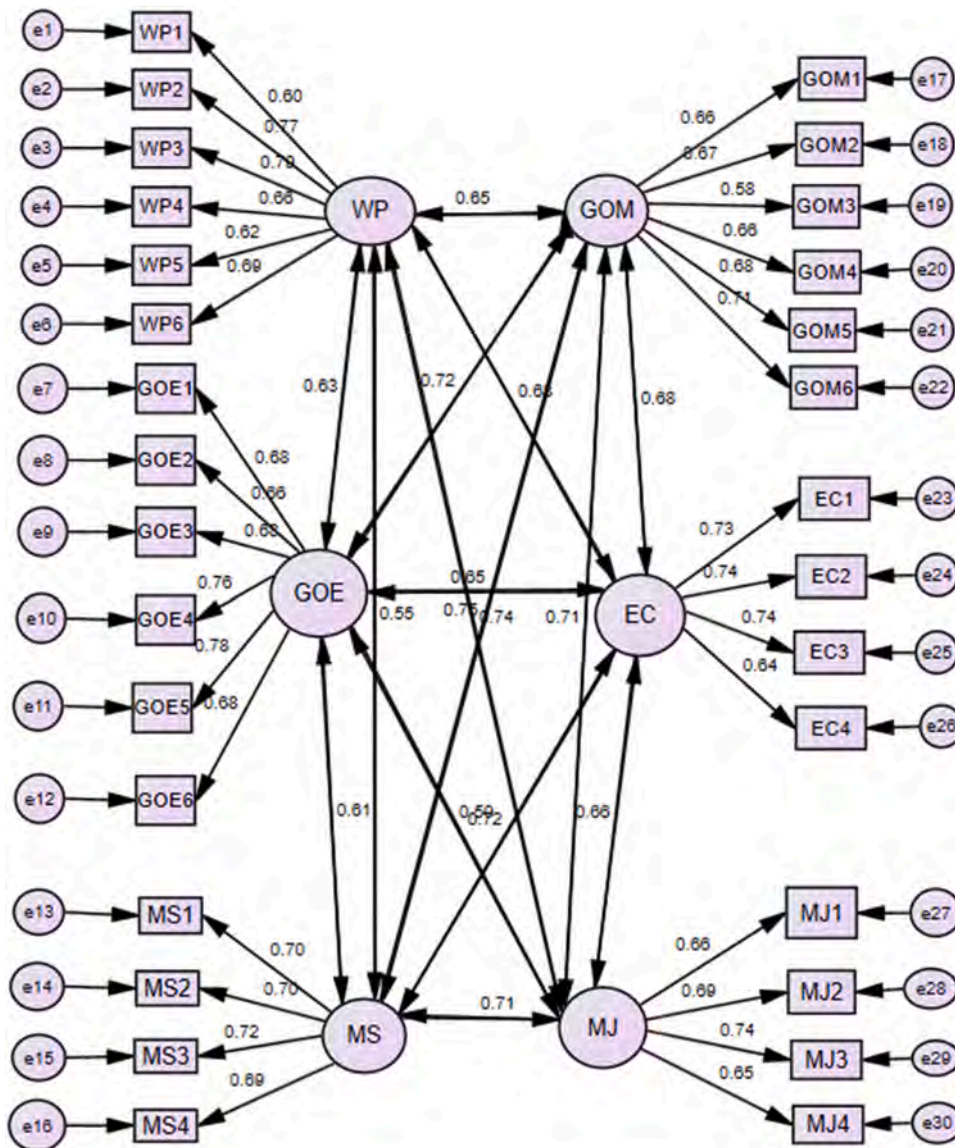 e1 WP1
e2 WP2
e3 WP3
e4 WP4
e5 WP5
e6 WP6
e7 GOE1
e8 GOE2
e9 GOE3
e10 GOE4
e11 GOE5
e12 GOE6
e13 MS1
e14 MS2
e15 MS3
e16 MS4
0.60
0.77
0.79
0.66
0.62
0.69
0.68
0.66
0.68
0.76
0.78
0.68
0.70
0.70
0.72
0.69
WP 0.65 GOM
0.63 0.72 0.68
GOE 0.65 EC
0.55 0.74 0.71
0.61 0.72 0.66
MS 0.71 MJ
0.66
0.67
0.58
0.66
0.68
0.71
0.73
0.74
0.74
0.64
0.66
0.69
0.74
0.65
GOM1 e17
GOM2 e18
GOM3 e19
GOM4 e20
GOM5 e21
GOM6 e22
EC1 e23
EC2 e24
EC3 e25
EC4 e26
MJ1 e27
MJ2 e28
MJ3 e29
MJ4 e30